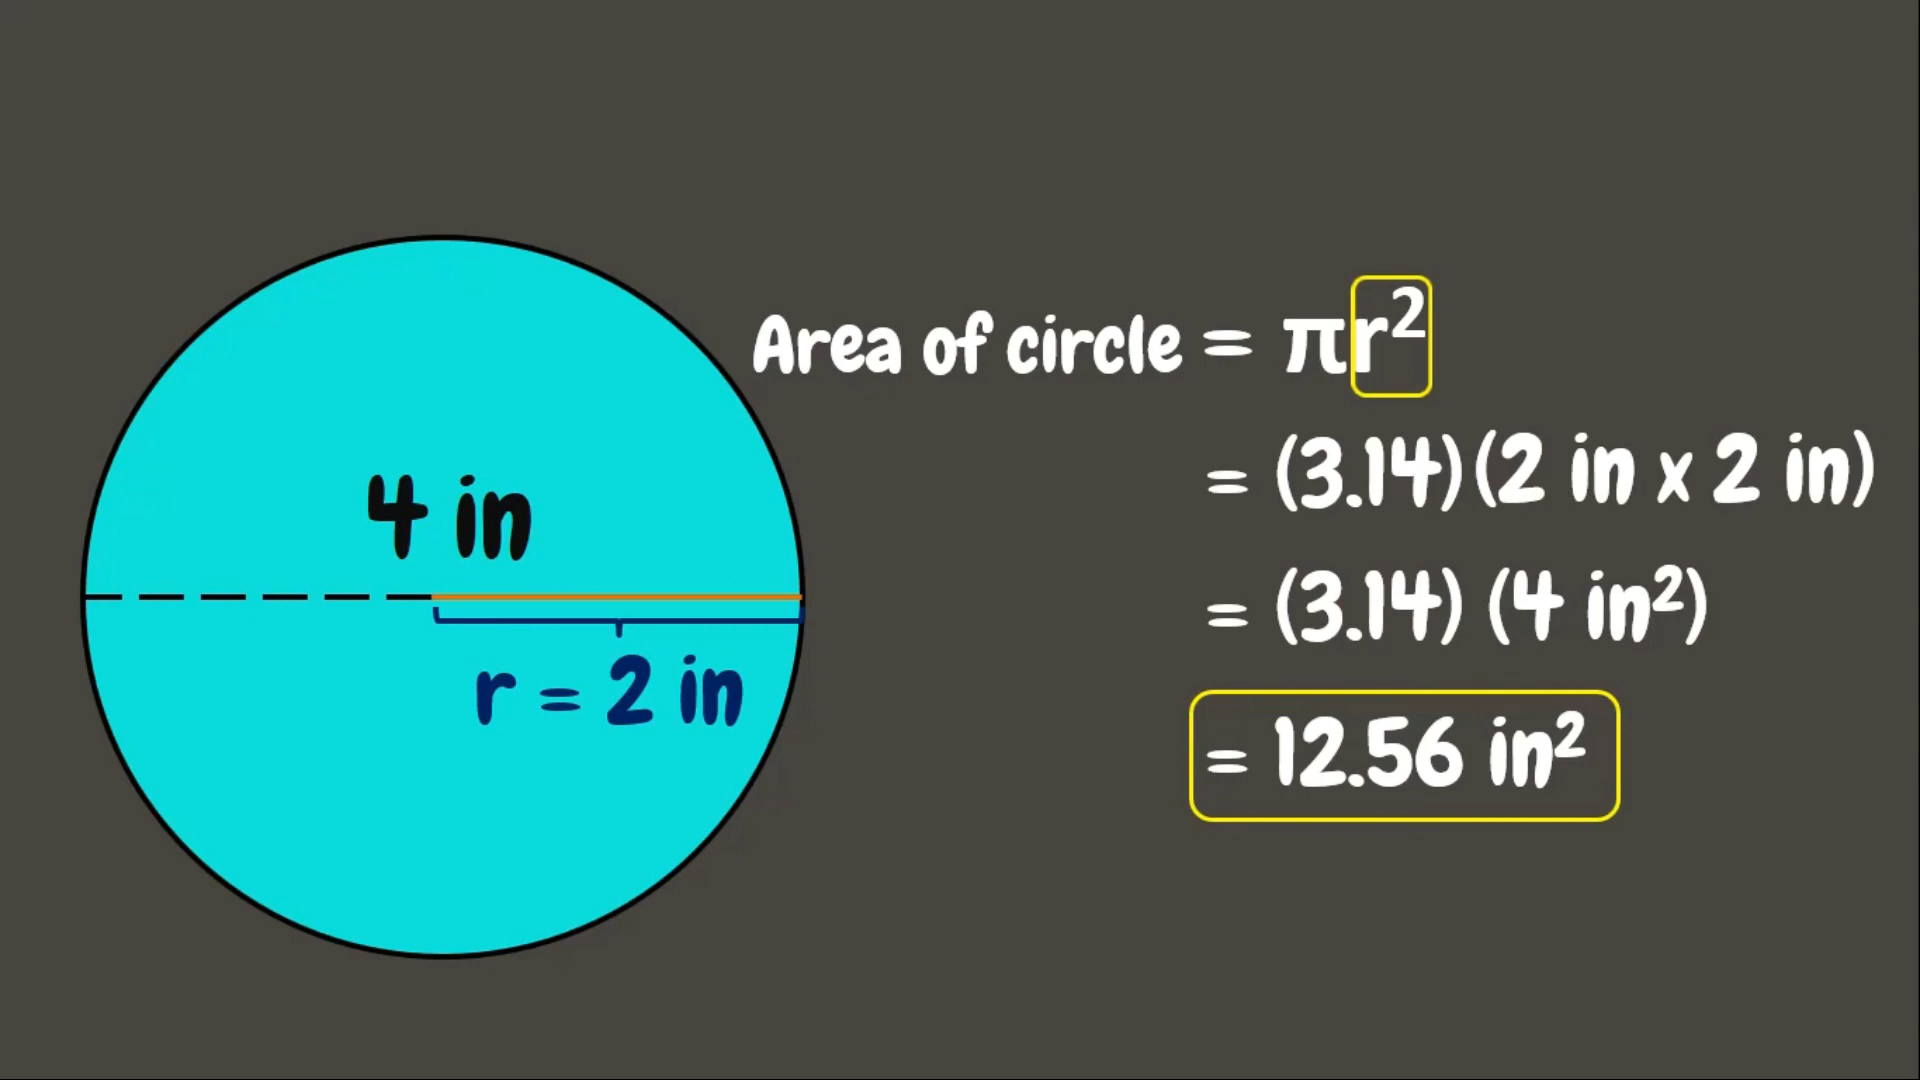 4 in
r = 2 in
Area of circle = πr²
= (3.14)(2 in x 2 in)
= (3.14) (4 in²)
= 12.56 in²